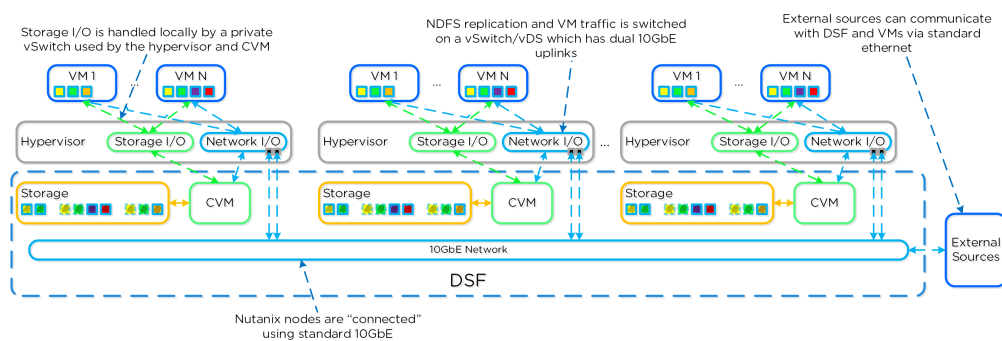 Storage I/O is handled locally by a private
vSwitch used by the hypervisor and CVM
NDFS replication and VM traffic is switched
on a vSwitch/vDS which has dual 10GbE
uplinks
External sources can communicate
with DSF and VMs via standard
ethernet
VM 1
...
VM N
VM 1
...
VM N
VM 1
...
VM N
Hypervisor
Storage I/O
Network I/O
Hypervisor
Storage I/O
Network I/O
...
Hypervisor
Storage I/O
Network I/O
Storage
CVM
Storage
CVM
Storage
CVM
10GbE Network
External
Sources
DSF
Nutanix nodes are “connected”
using standard 10GbE